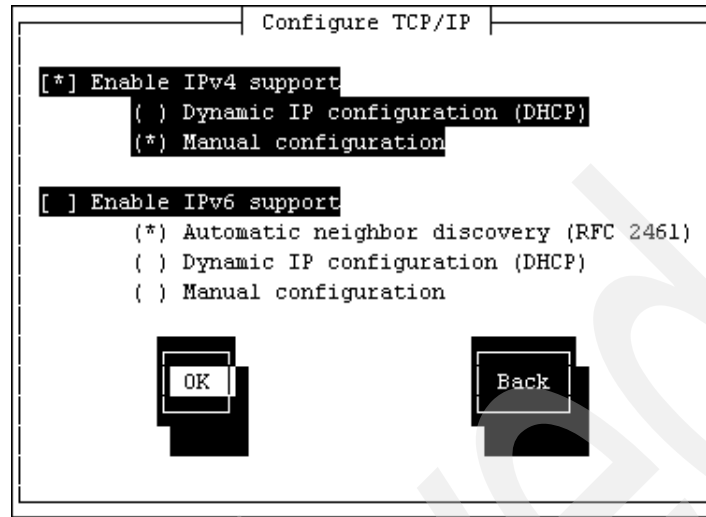 Configure TCP/IP
[*] Enable IPv4 support
( ) Dynamic IP configuration (DHCP)
(*) Manual configuration
[ ] Enable IPv6 support
(*) Automatic neighbor discovery (RFC 2461)
( ) Dynamic IP configuration (DHCP)
( ) Manual configuration
OK Back